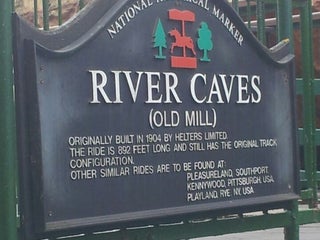 NATIONAL HISTORICAL MARKER
RIVER CAVES
(OLD MILL)
ORIGINALLY BUILT IN 1904 BY HELTERS LIMITED.
THE RIDE IS 892 FEET LONG AND STILL HAS THE ORIGINAL TRACK
CONFIGURATION.
OTHER SIMILAR RIDES ARE TO BE FOUND AT:
PLEASURELAND, SOUTHPORT.
KENNYWOOD, PITTSBURGH, USA.
PLAYLAND, RYE, NY, USA